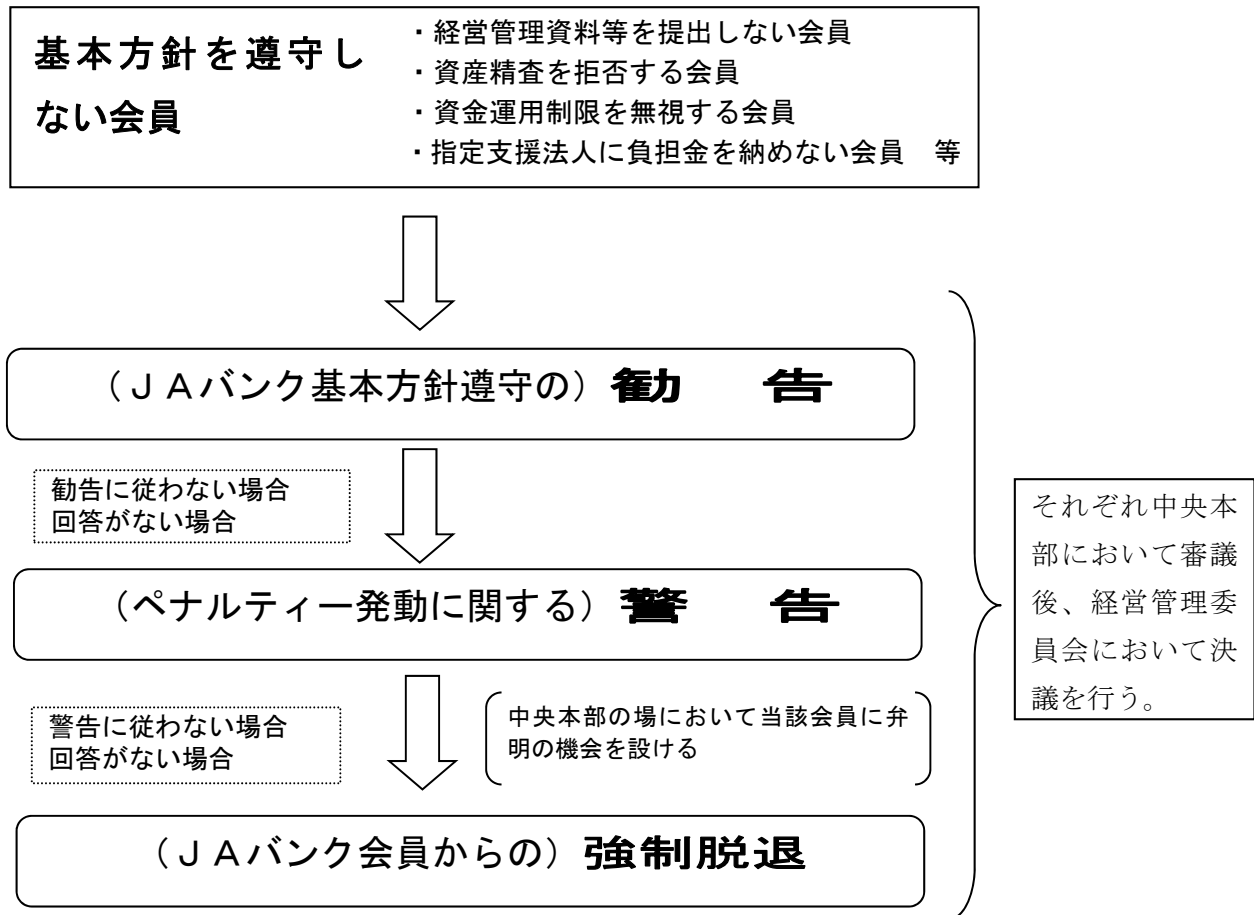 基本方針を遵守し
ない会員
・経営管理資料等を提出しない会員
・資産精査を拒否する会員
・資金運用制限を無視する会員
・指定支援法人に負担金を納めない会員　等
（ＪＡバンク基本方針遵守の）勧　告
勧告に従わない場合
回答がない場合
（ペナルティー発動に関する）警　告
警告に従わない場合
回答がない場合
中央本部の場において当該会員に弁
明の機会を設ける
（ＪＡバンク会員からの）強制脱退
それぞれ中央本
部において審議
後、経営管理委
員会において決
議を行う。